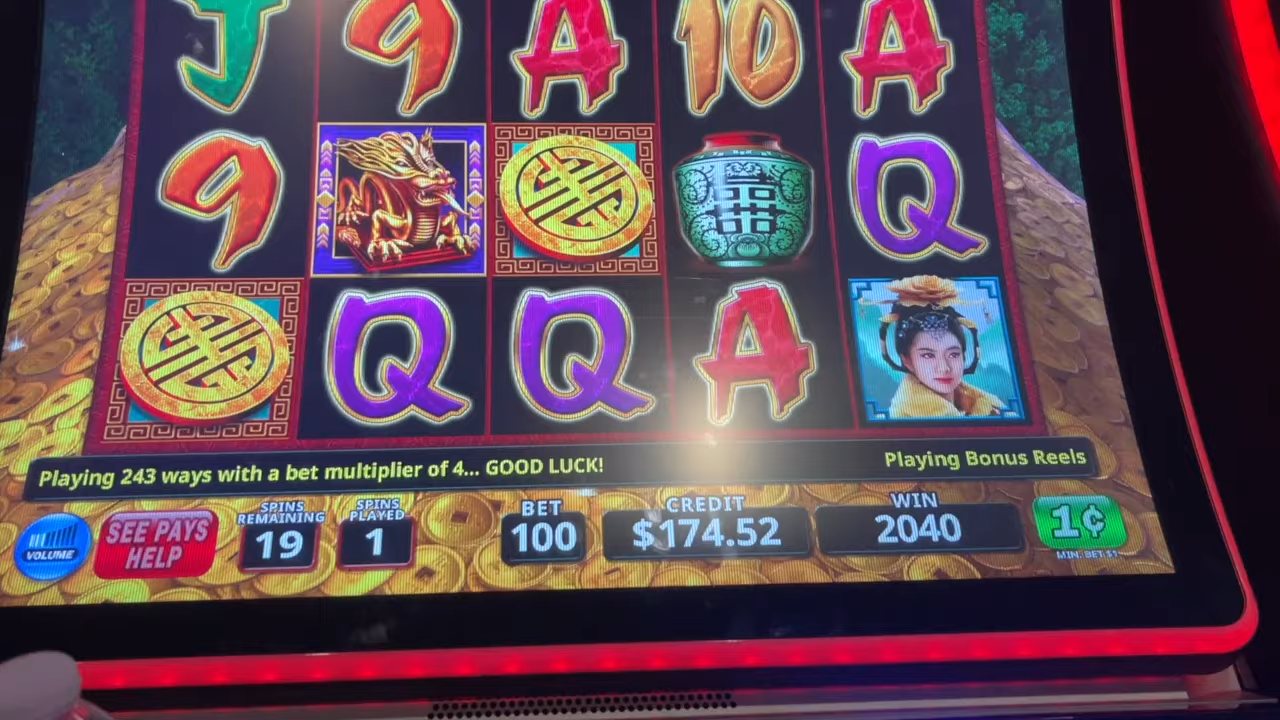 J 9 A 10 A
9 Q
Q Q A
Playing 243 ways with a bet multiplier of 4... GOOD LUCK!
Playing Bonus Reels
VOLUME
SEE PAYS
HELP
SPINS
REMAINING
19
SPINS
PLAYED
1
BET
100
CREDIT
$174.52
WIN
2040
1¢
MIN. BET $1